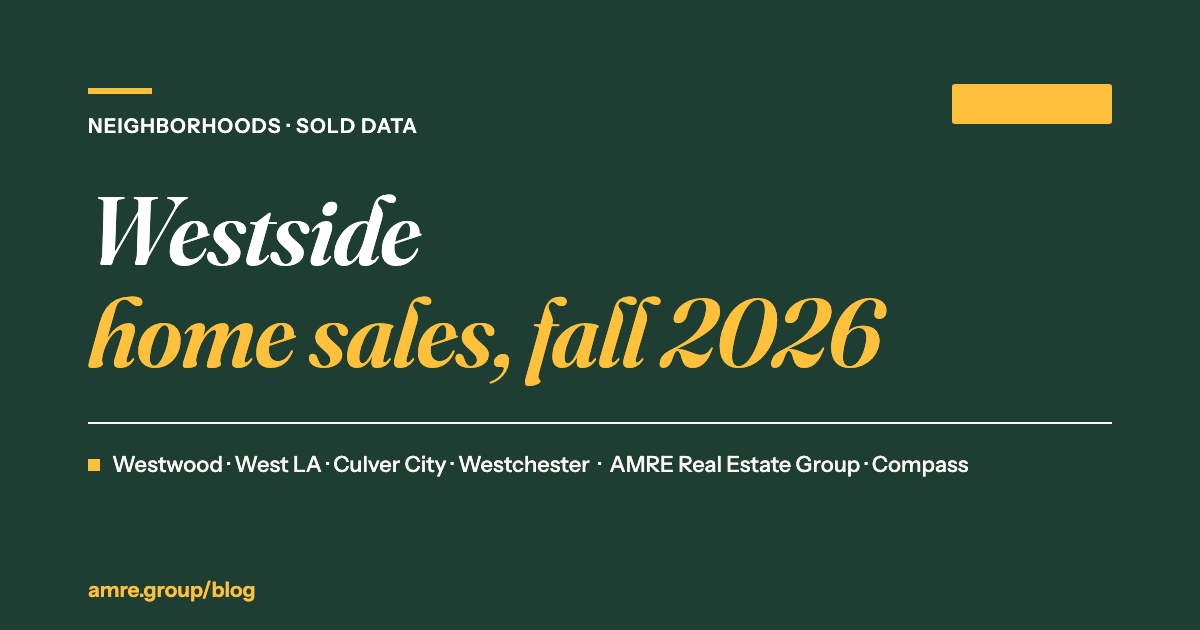 NEIGHBORHOODS · SOLD DATA
Westside
home sales, fall 2026
Westwood · West LA · Culver City · Westchester · AMRE Real Estate Group · Compass
amre.group/blog